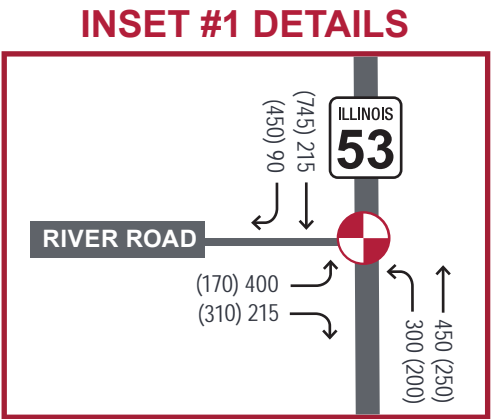 INSET #1 DETAILS
ILLINOIS
53
(745) 215
(450) 90
RIVER ROAD
(170) 400
(310) 215
300 (200)
450 (250)